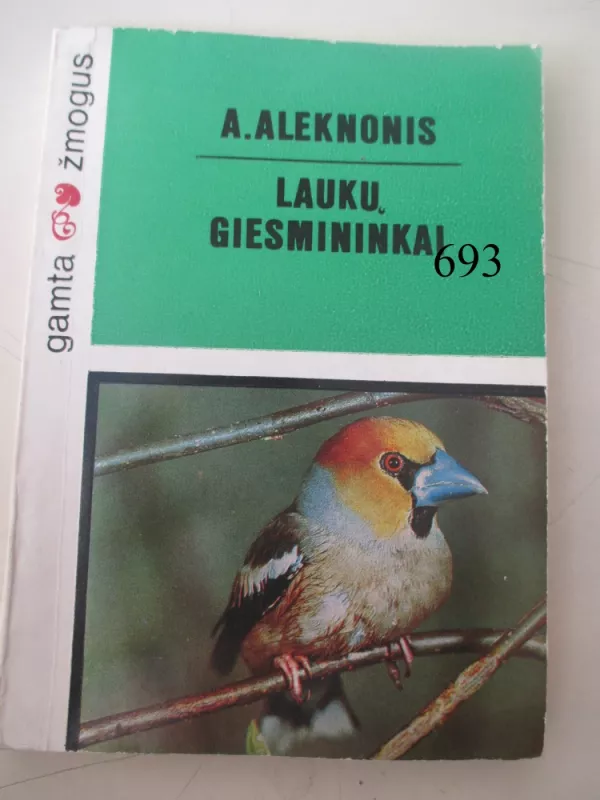 A.ALEKNONIS
LAUKŲ
GIESMININKAI
693
gamta žmogus